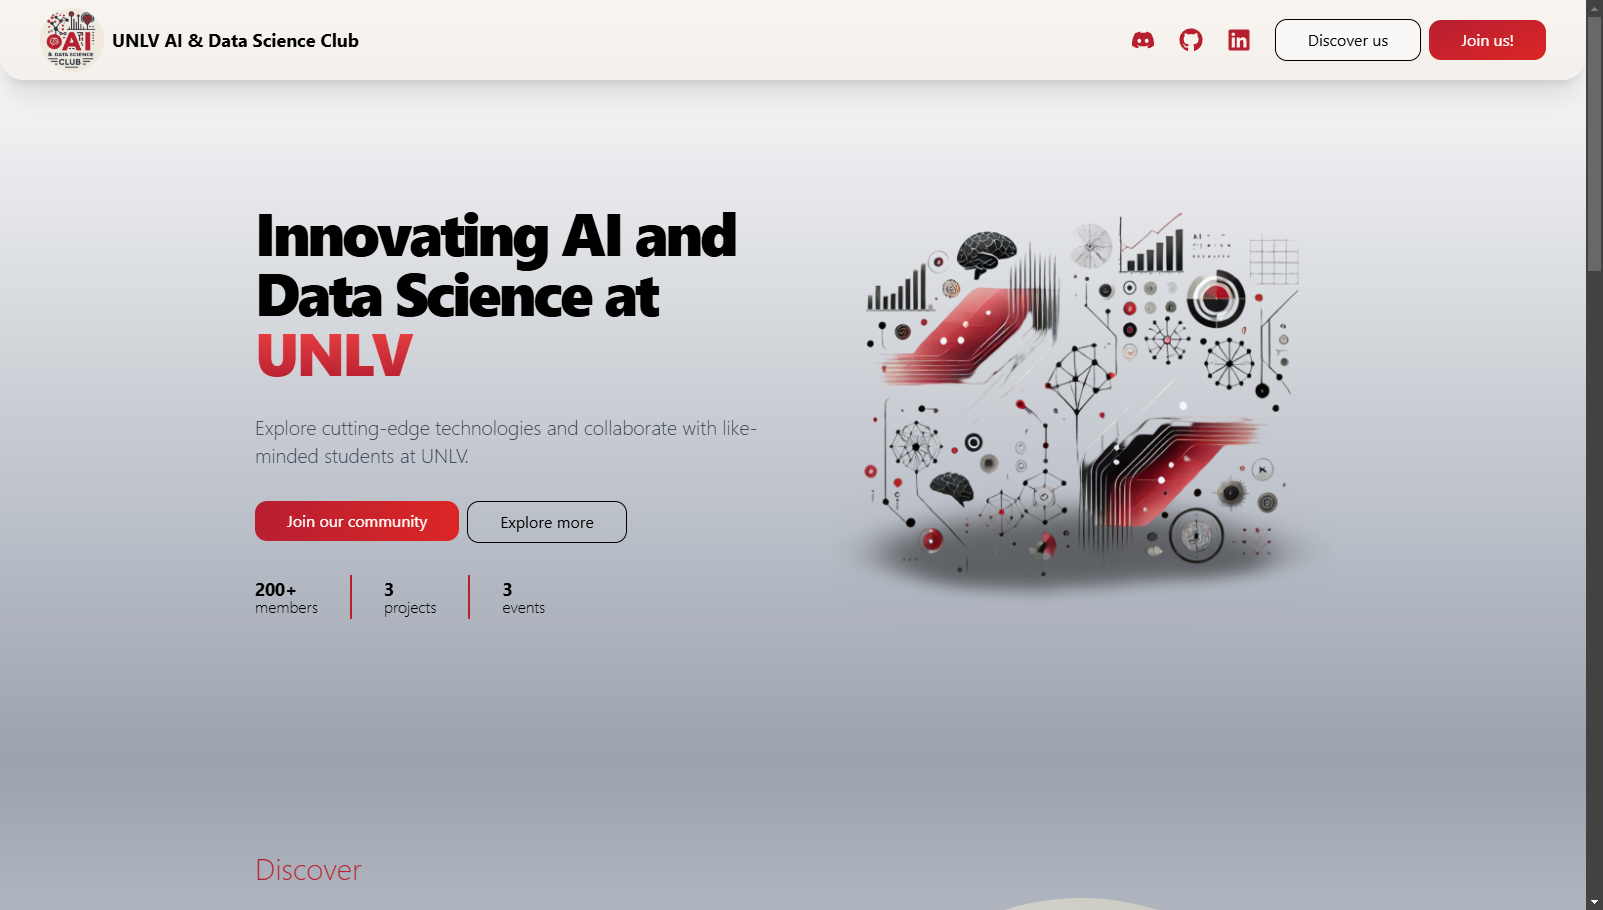 AI
& DATA SCIENCE
CLUB
UNLV AI & Data Science Club
Discover us
Join us!
Innovating AI and
Data Science at
UNLV
Explore cutting-edge technologies and collaborate with like-
minded students at UNLV.
Join our community
Explore more
200+
members
3
projects
3
events
Discover